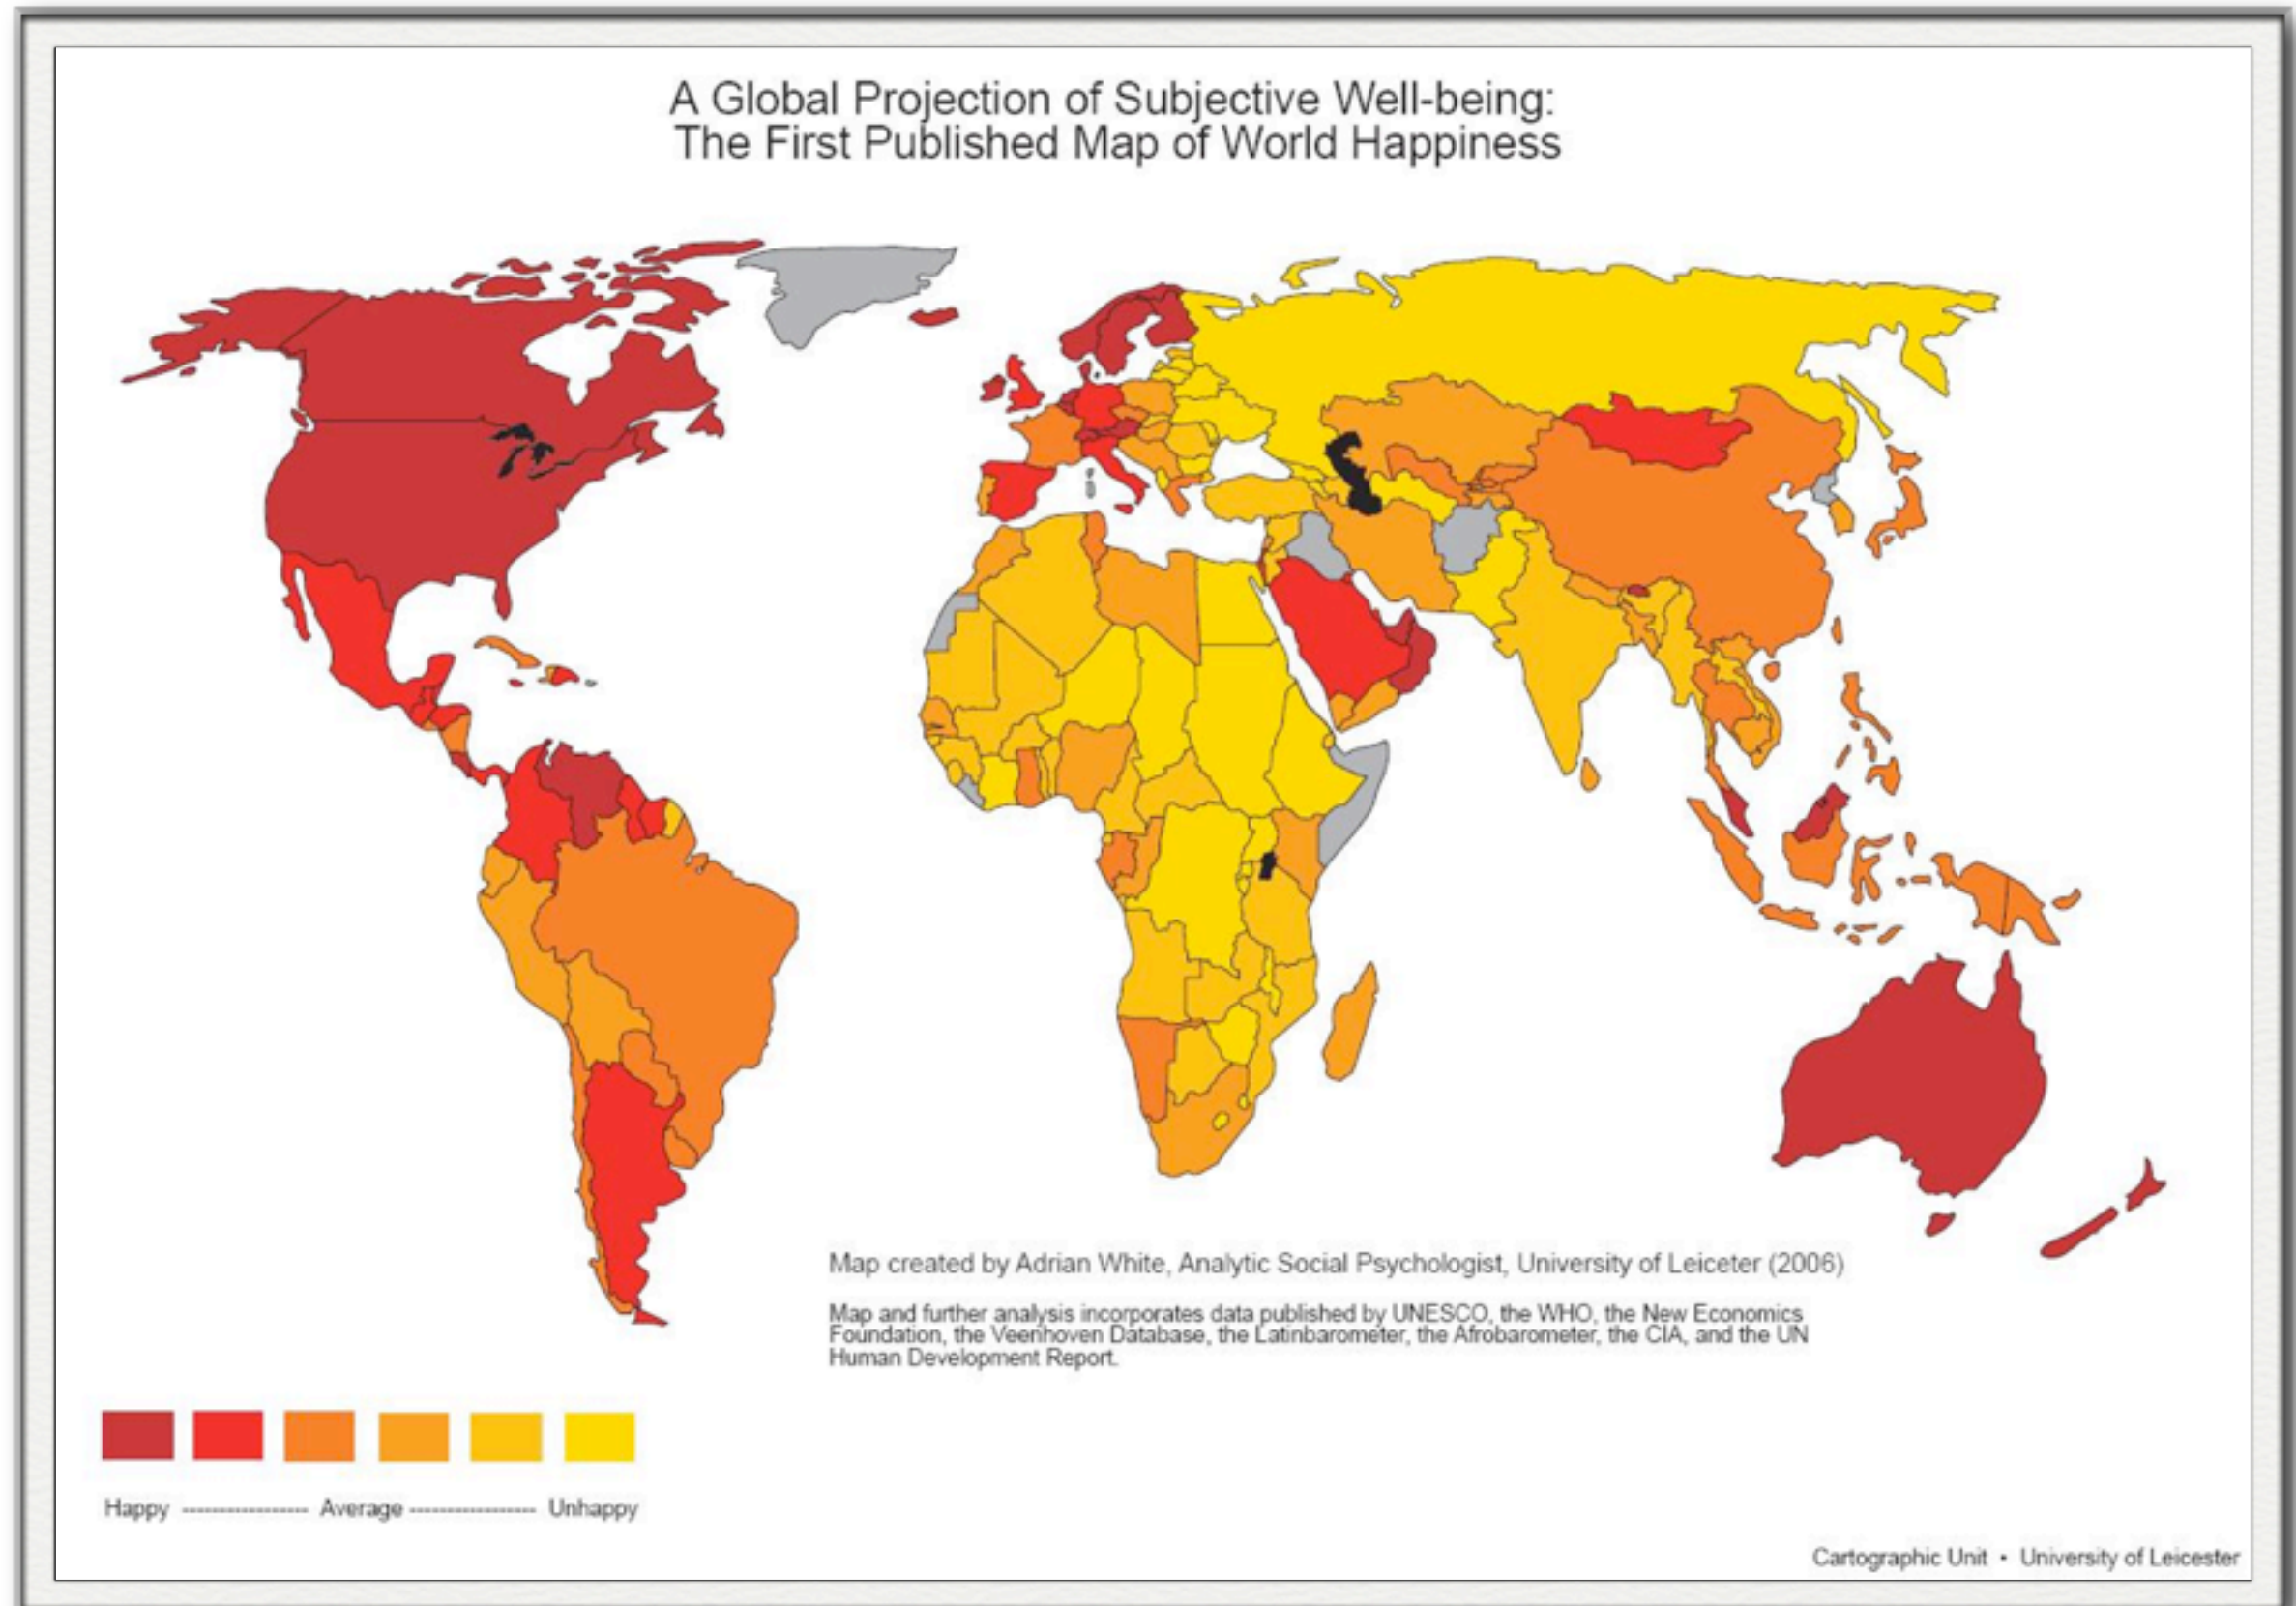 A Global Projection of Subjective Well-being:
The First Published Map of World Happiness
Map created by Adrian White, Analytic Social Psychologist, University of Leiceter (2006)
Map and further analysis incorporates data published by UNESCO, the WHO, the New Economics
Foundation, the Veenhoven Database, the Latinbarometer, the Afrobarometer, the CIA, and the UN
Human Development Report.
Happy ------------------ Average ------------------ Unhappy
Cartographic Unit • University of Leicester